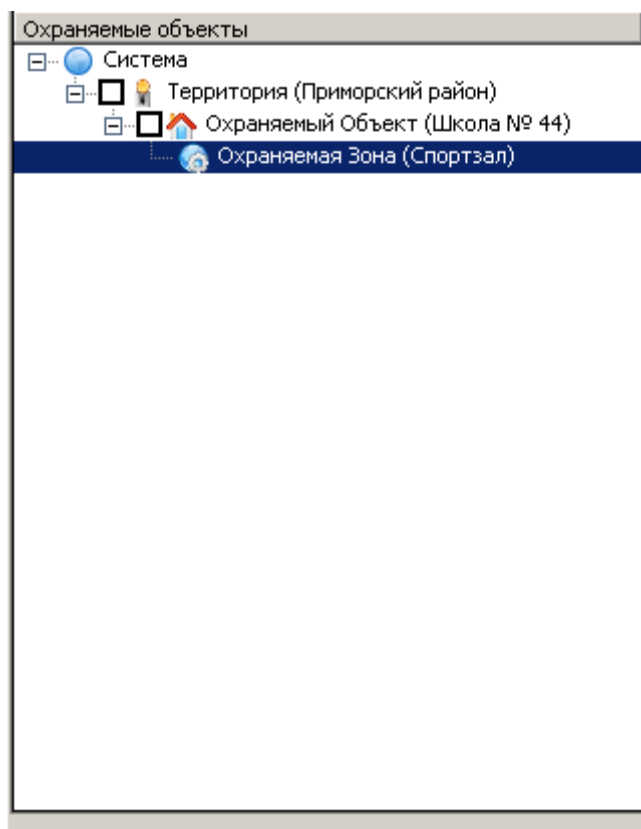 Охраняемые объекты
Система
Территория (Приморский район)
Охраняемый Объект (Школа № 44)
Охраняемая Зона (Спортзал)